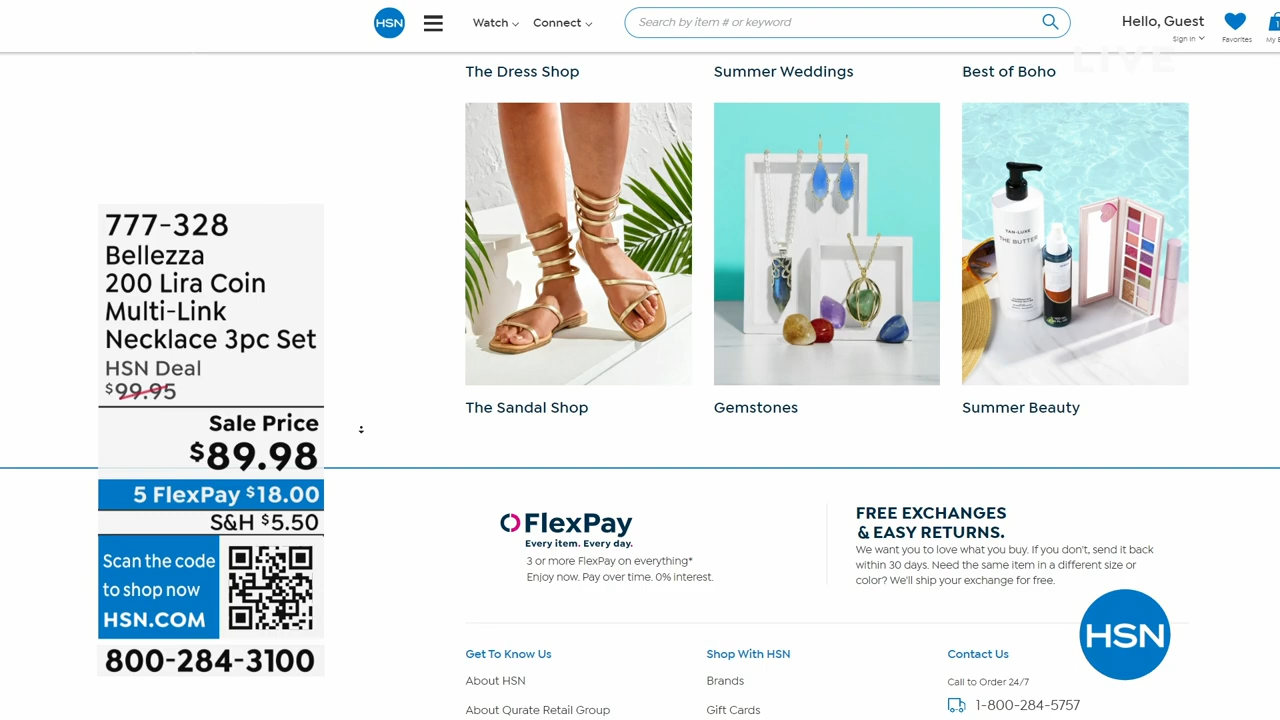 HSN
Watch
Connect
Search by item # or keyword
Hello, Guest
Sign In
Favorites
LIVE
The Dress Shop
Summer Weddings
Best of Boho
TAN-LUXE
THE BUTTER
The Sandal Shop
Gemstones
Summer Beauty
777-328
Bellezza
200 Lira Coin
Multi-Link
Necklace 3pc Set
HSN Deal
$99.95
Sale Price
$89.98
5 FlexPay $18.00
S&H $5.50
Scan the code
to shop now
HSN.COM
800-284-3100
FlexPay
Every item. Every day.
3 or more FlexPay on everything*
Enjoy now. Pay over time. 0% interest.
FREE EXCHANGES
& EASY RETURNS.
We want you to love what you buy. If you don't, send it back
within 30 days. Need the same item in a different size or
color? We'll ship your exchange for free.
HSN
Get To Know Us
About HSN
About Qurate Retail Group
Shop With HSN
Brands
Gift Cards
Contact Us
Call to Order 24/7
1-800-284-5757